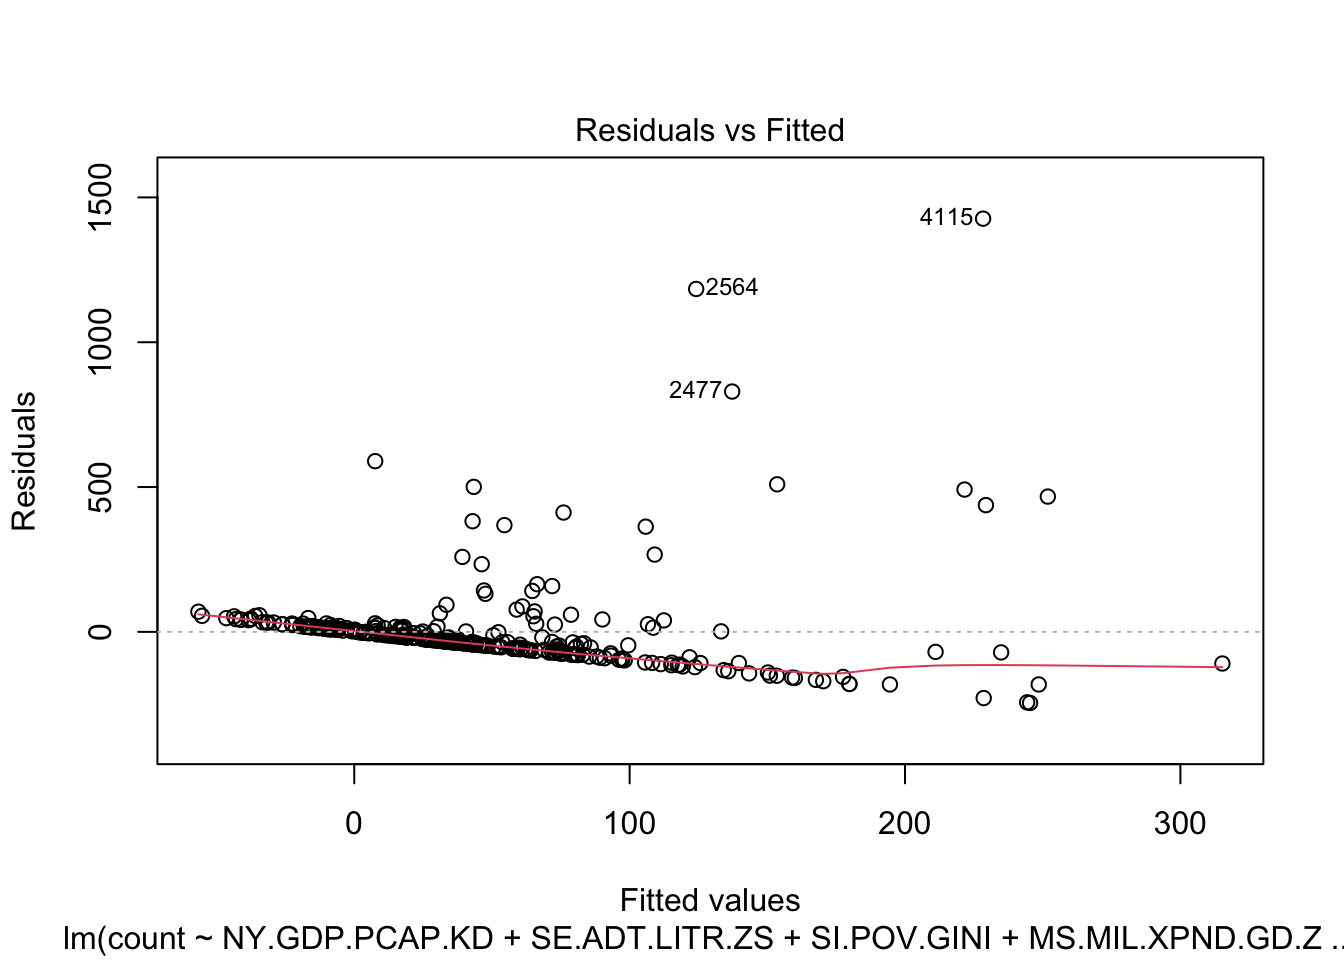 Residuals vs Fitted
Residuals
1500
1000
500
0
4115
2564
2477
0 100 200 300
Fitted values
lm(count ~ NY.GDP.PCAP.KD + SE.ADT.LITR.ZS + SI.POV.GINI + MS.MIL.XPND.GD.Z ..